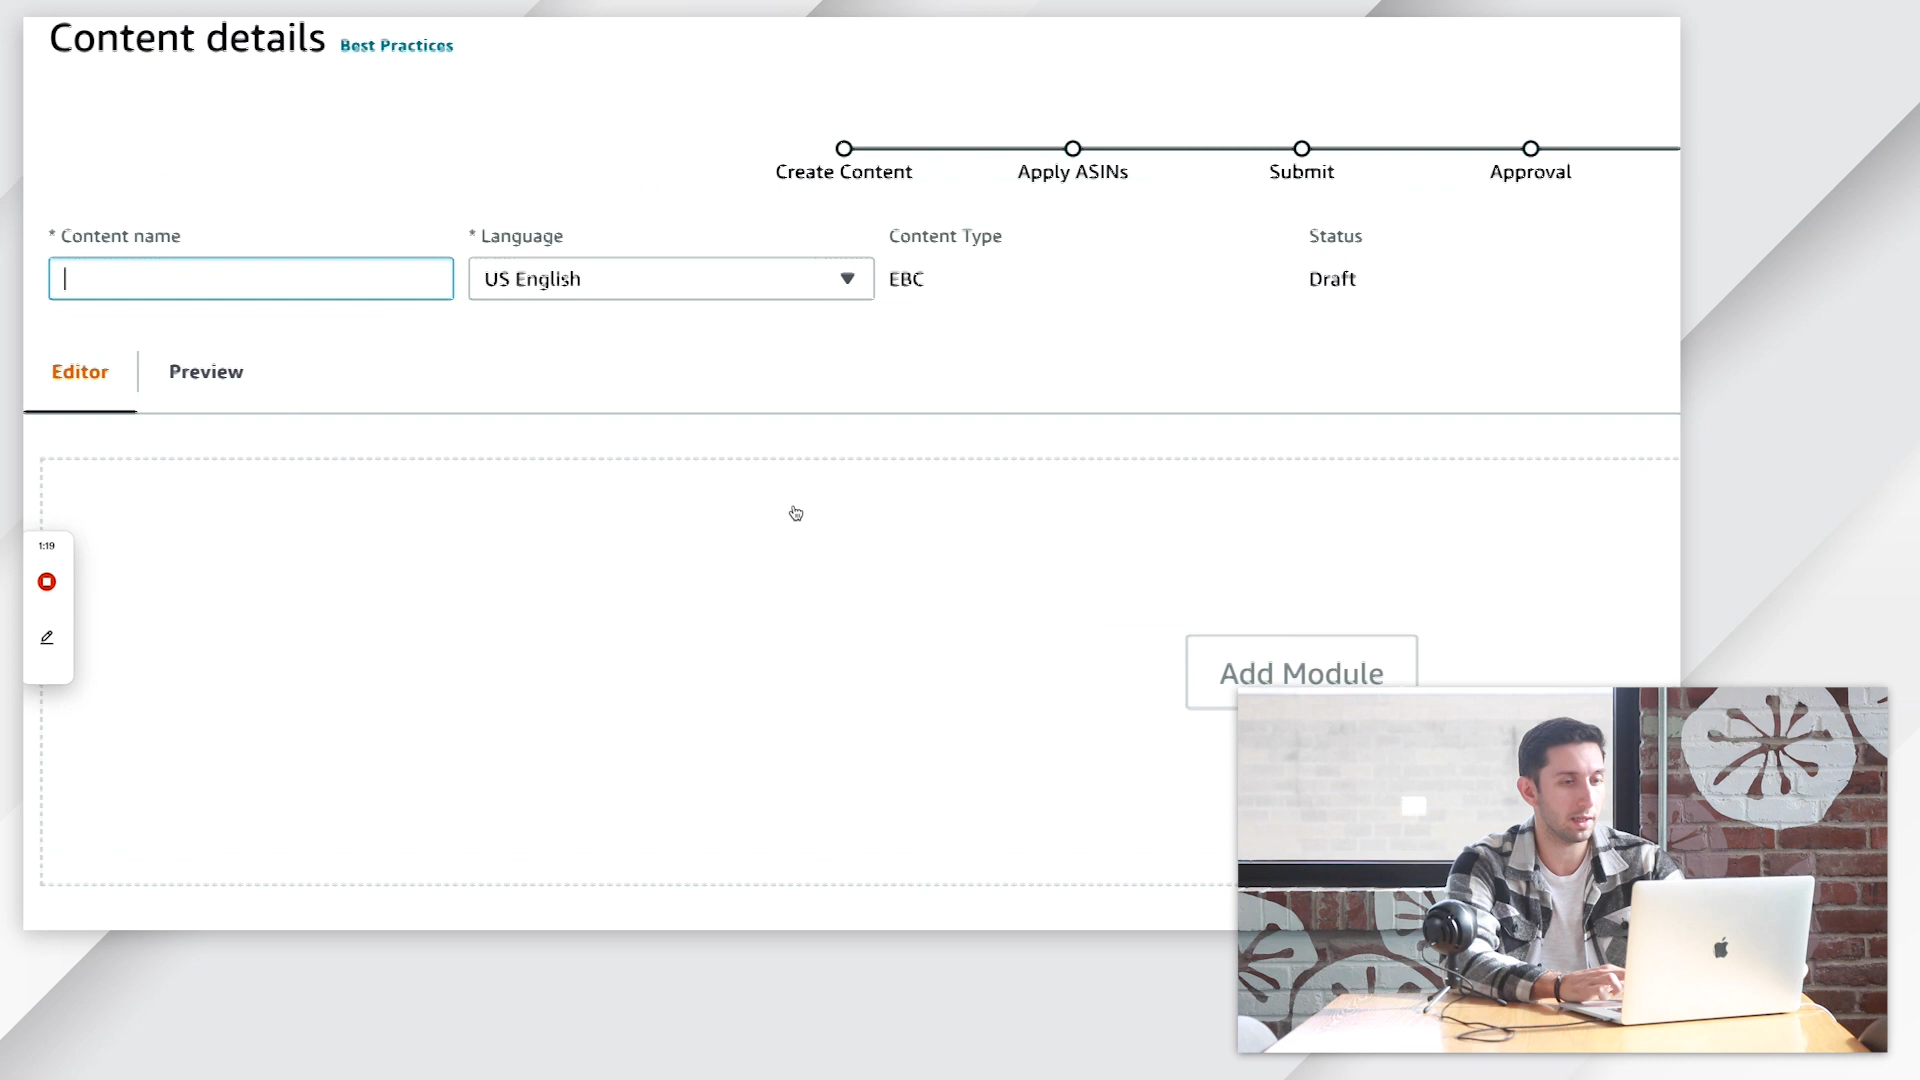 Content details Best Practices
Create Content Apply ASINs Submit Approval
* Content name * Language Content Type Status
US English EBC Draft
Editor Preview
1:19
Add Module